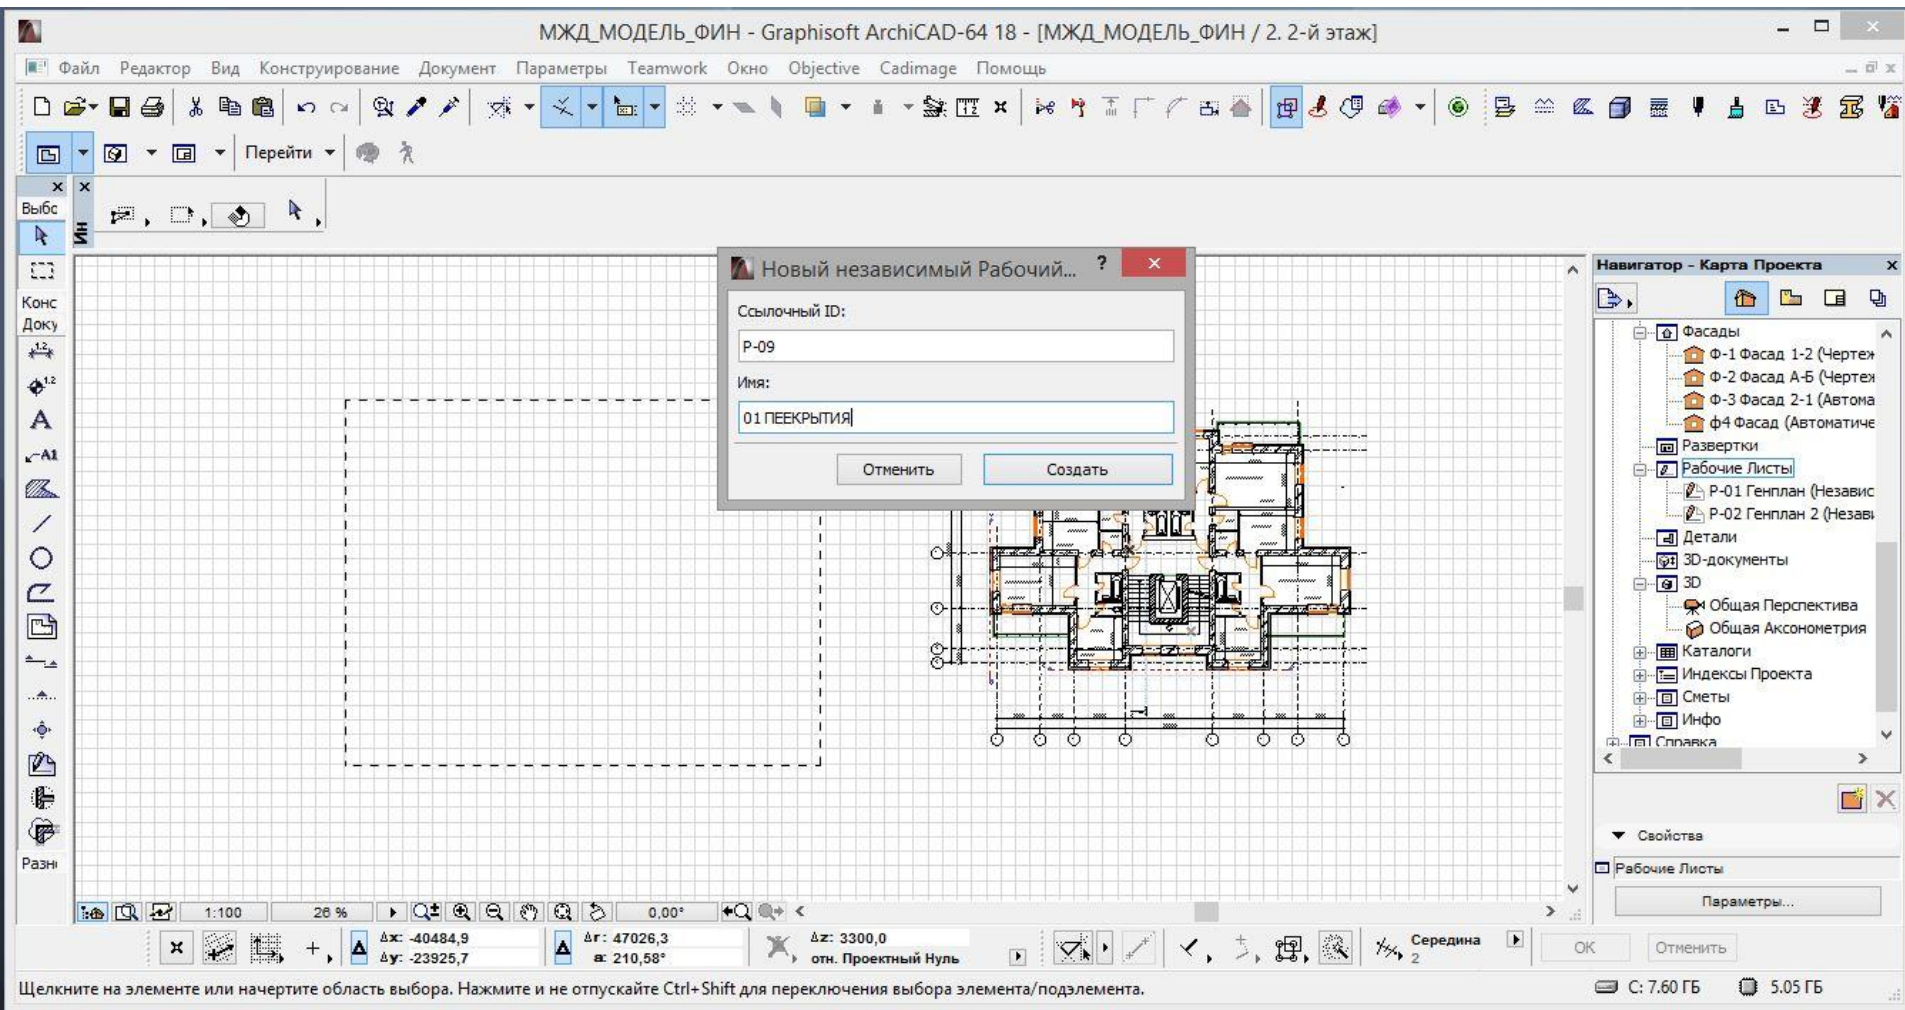 МЖД_МОДЕЛЬ_ФИН - Graphisoft ArchiCAD-64 18 - [МЖД_МОДЕЛЬ_ФИН / 2. 2-й этаж]
Файл Редактор Вид Конструирование Документ Параметры Teamwork Окно Objective Cadimage Помощь
Перейти
Выбс
Ин
Конс
Доку
1.2
1.2
A
A1
Разн
Новый независимый Рабочий... ?
Ссылочный ID:
Р-09
Имя:
01 ПЕЕКРЫТИЯ
Отменить Создать
Навигатор - Карта Проекта
Фасады
Ф-1 Фасад 1-2 (Чертеж
Ф-2 Фасад А-Б (Чертеж
Ф-3 Фасад 2-1 (Автома
ф4 Фасад (Автоматиче
Развертки
Рабочие Листы
Р-01 Генплан (Независ
Р-02 Генплан 2 (Незави
Детали
3D-документы
3D
Общая Перспектива
Общая Аксонометрия
Каталоги
Индексы Проекта
Сметы
Инфо
Справка
Свойства
Рабочие Листы
Параметры...
1:100 26 % 0,00°
Δx: -40484,9
Δy: -23925,7
Δr: 47026,3
a: 210,58°
Δz: 3300,0
отн. Проектный Нуль
Середина
2
OK Отменить
Щелкните на элементе или начертите область выбора. Нажмите и не отпускайте Ctrl+Shift для переключения выбора элемента/подэлемента.
C: 7.60 ГБ 5.05 ГБ